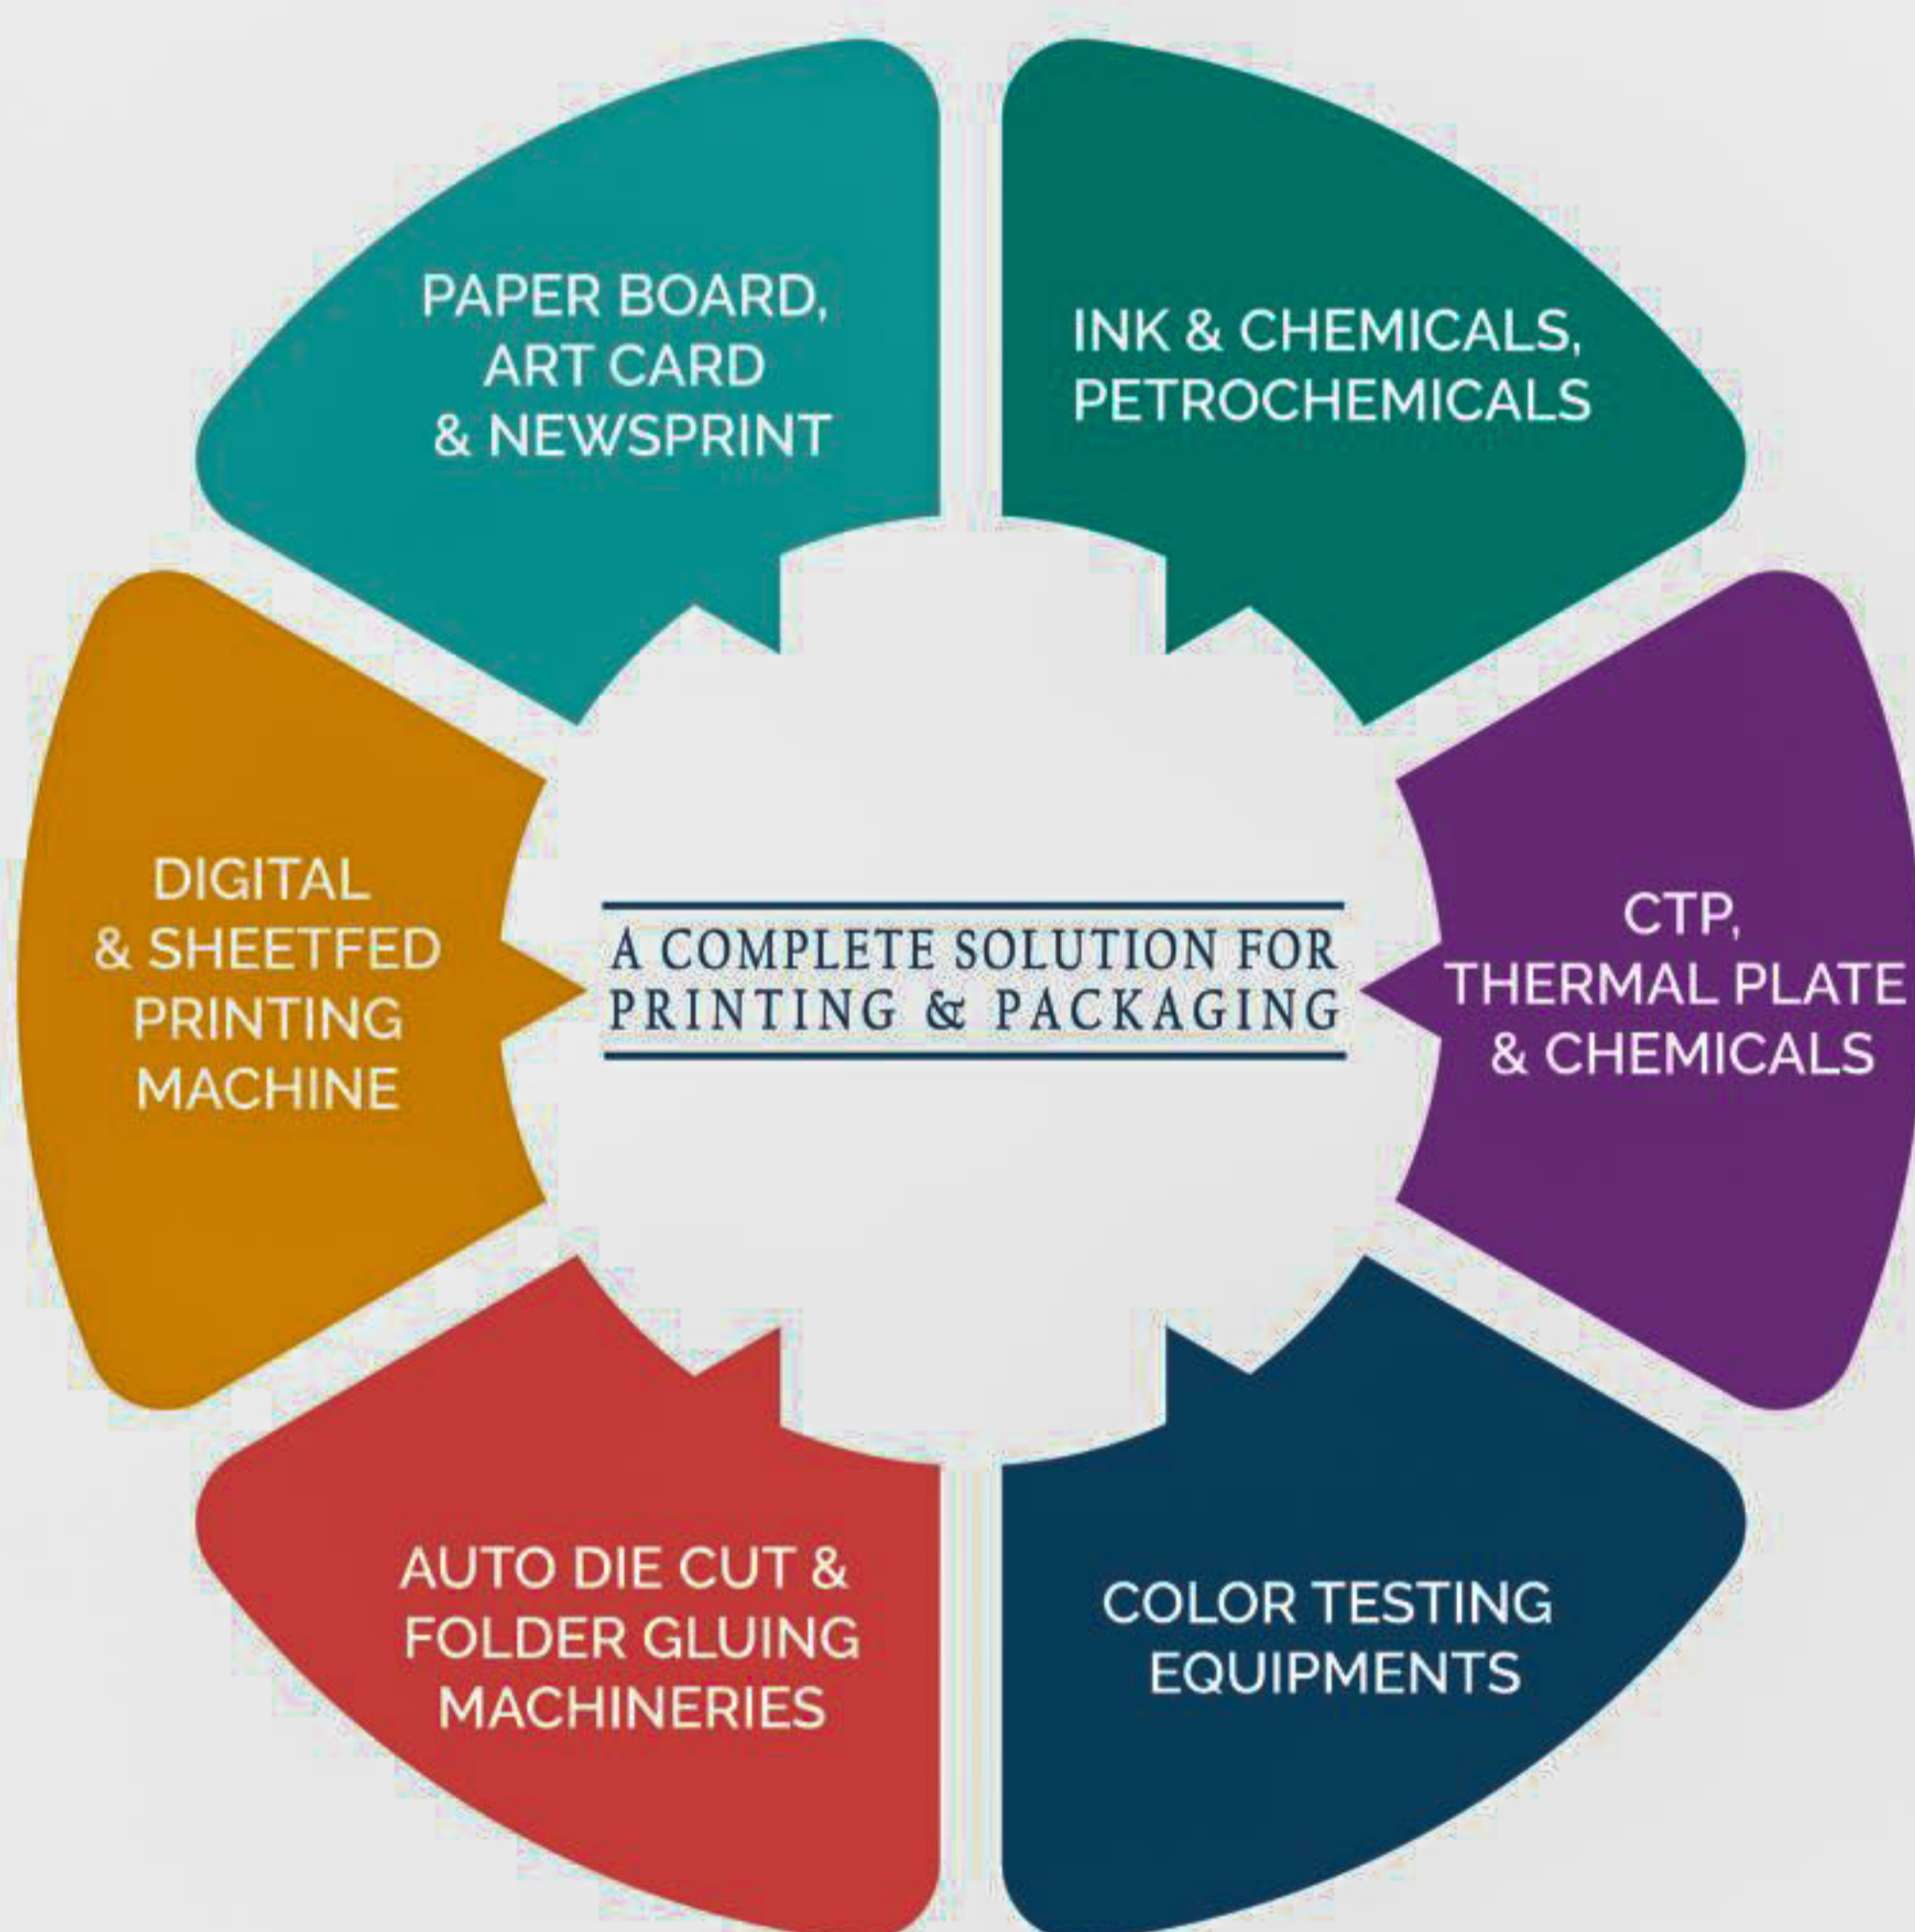 PAPER BOARD,
ART CARD
& NEWSPRINT
INK & CHEMICALS,
PETROCHEMICALS
DIGITAL
& SHEETFED
PRINTING
MACHINE
A COMPLETE SOLUTION FOR
PRINTING & PACKAGING
CTP,
THERMAL PLATE
& CHEMICALS
AUTO DIE CUT &
FOLDER GLUING
MACHINERIES
COLOR TESTING
EQUIPMENTS